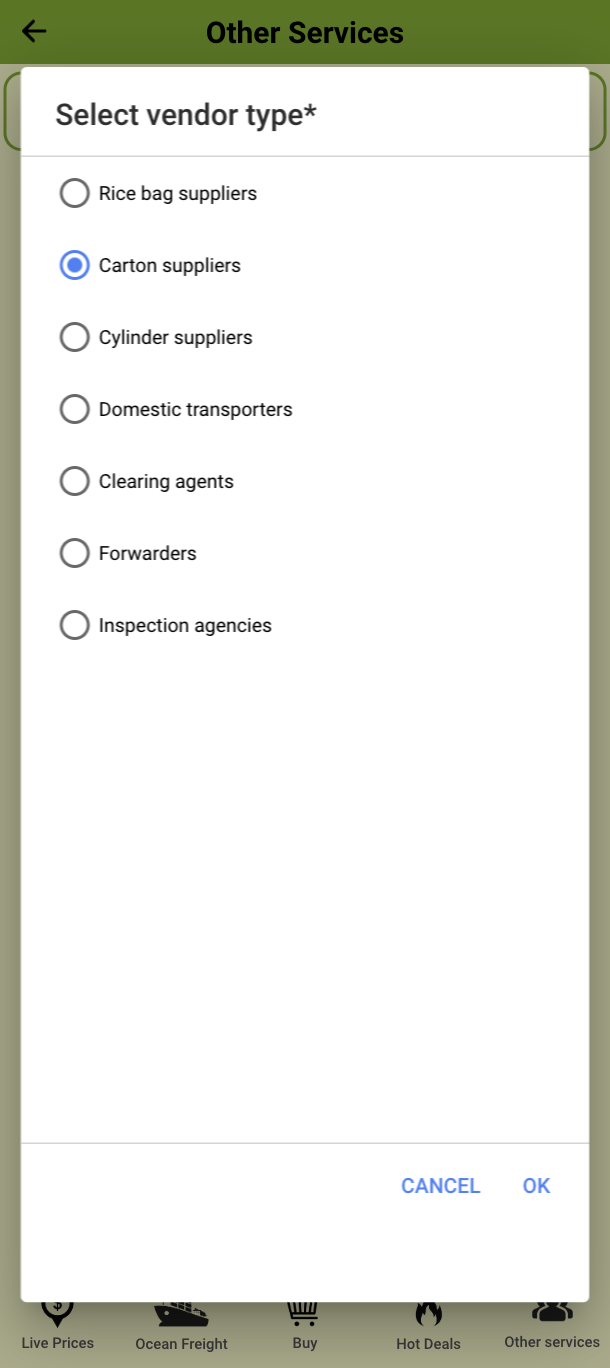 Other Services
Select vendor type*
Rice bag suppliers
Carton suppliers
Cylinder suppliers
Domestic transporters
Clearing agents
Forwarders
Inspection agencies
CANCEL OK
$
Live Prices Ocean Freight Buy Hot Deals Other services